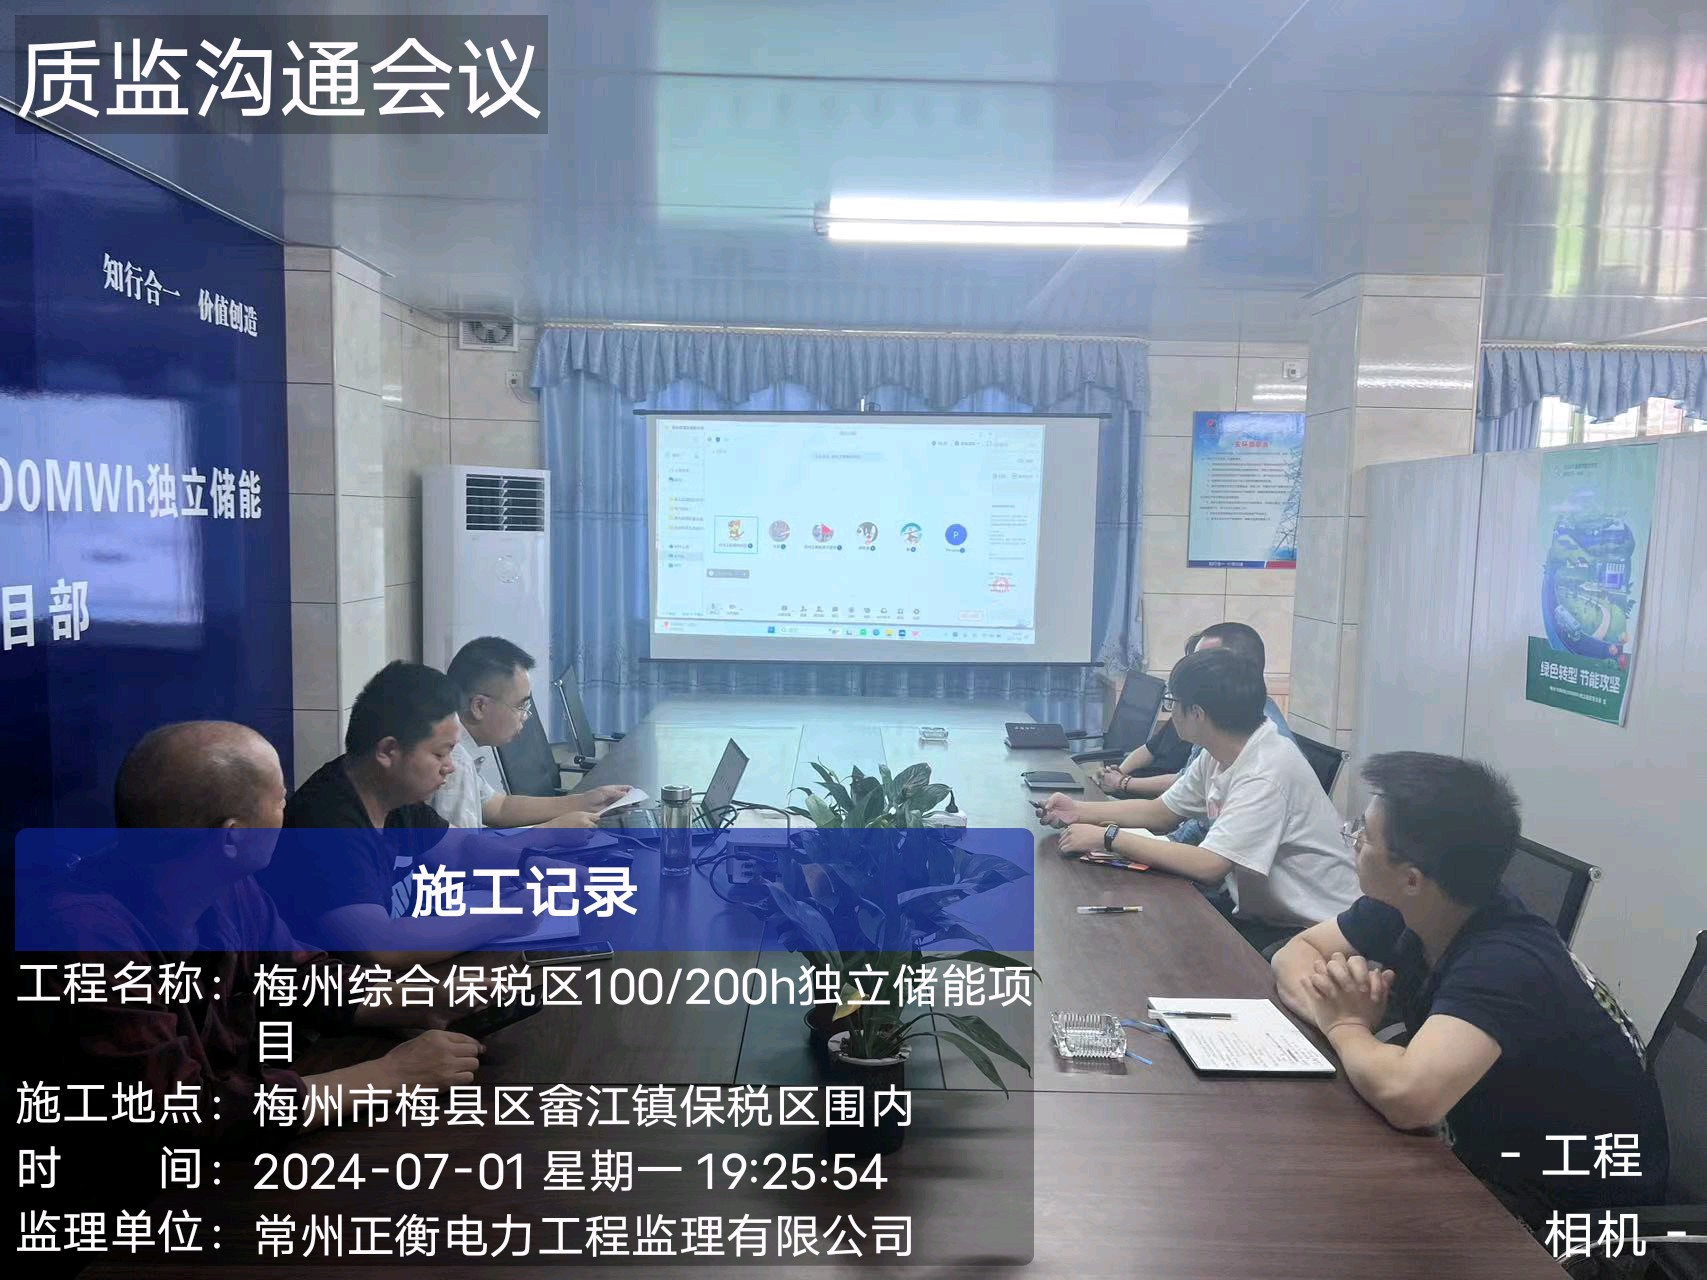 质监沟通会议
知行合一 价值创造
00MWh独立储能
目部
绿色转型 节能攻坚
施工记录
工程名称：梅州综合保税区100/200h独立储能项
目
施工地点：梅州市梅县区畲江镇保税区围内
时 间：2024-07-01 星期一 19:25:54
监理单位：常州正衡电力工程监理有限公司
- 工程
相机 -